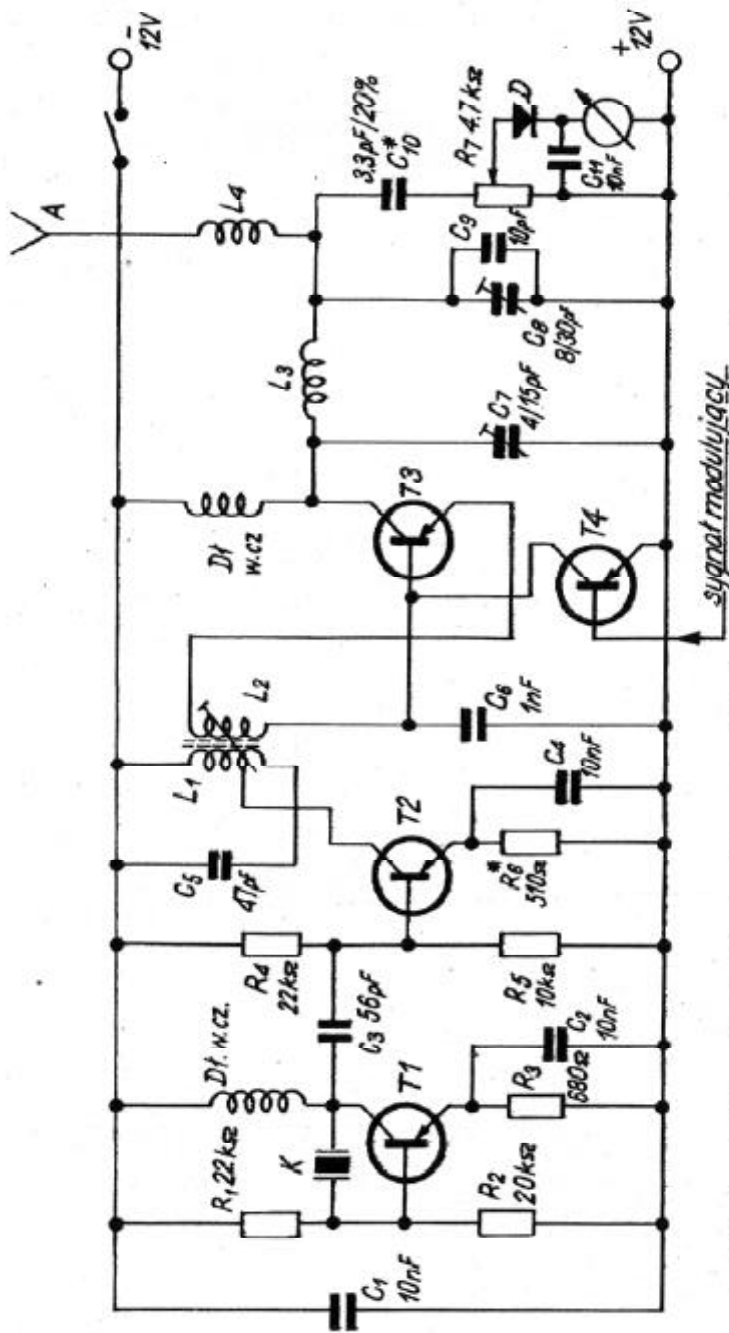 C1
10nF
R1 22kΩ
K
R2
20kΩ
Dł. w.cz.
T1
R3
680Ω
C2
10nF
C3 56pF
R4
22kΩ
R5
10kΩ
C5
47pF
T2
R6*
510Ω
C4
10nF
L1
L2
C6
1nF
Dł
w.cz
T3
T4
sygnał modulujący
L3
C7
4/15pF
C8
8/30pF
C9
10pF
L4
A
3.3pF/20%
C10*
R7 4.7kΩ
D
C11
10nF
-
12V
+
12V